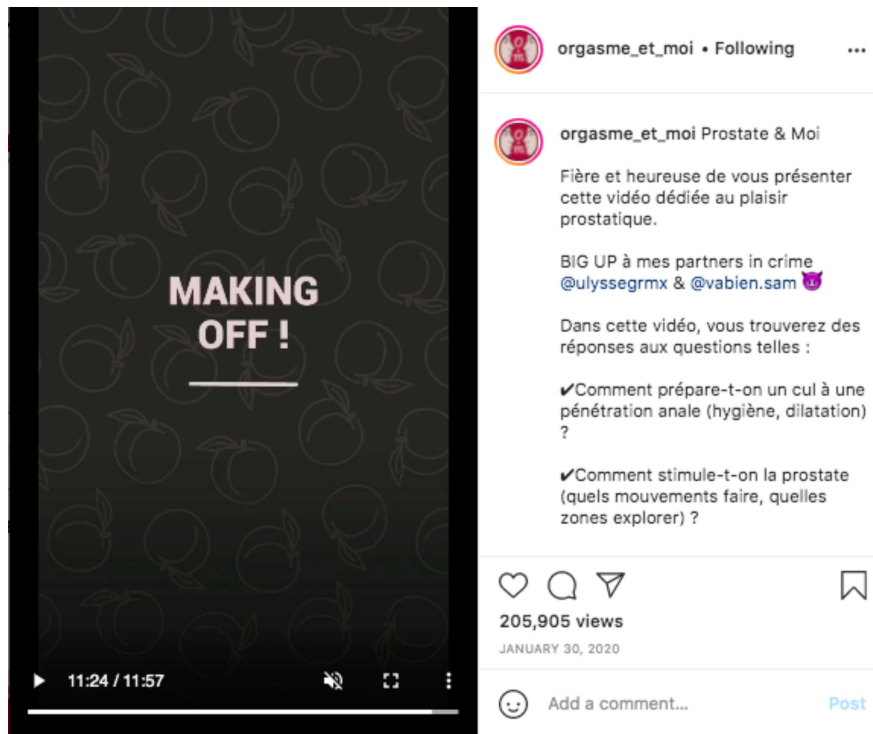 MAKING
OFF !
11:24 / 11:57
orgasme_et_moi • Following
orgasme_et_moi Prostate & Moi
Fière et heureuse de vous présenter
cette vidéo dédiée au plaisir
prostatique.
BIG UP à mes partners in crime
@ulyssegrmx & @vabien.sam 😈
Dans cette vidéo, vous trouverez des
réponses aux questions telles :
✔Comment prépare-t-on un cul à une
pénétration anale (hygiène, dilatation)
?
✔Comment stimule-t-on la prostate
(quels mouvements faire, quelles
zones explorer) ?
205,905 views
JANUARY 30, 2020
Add a comment...
Post